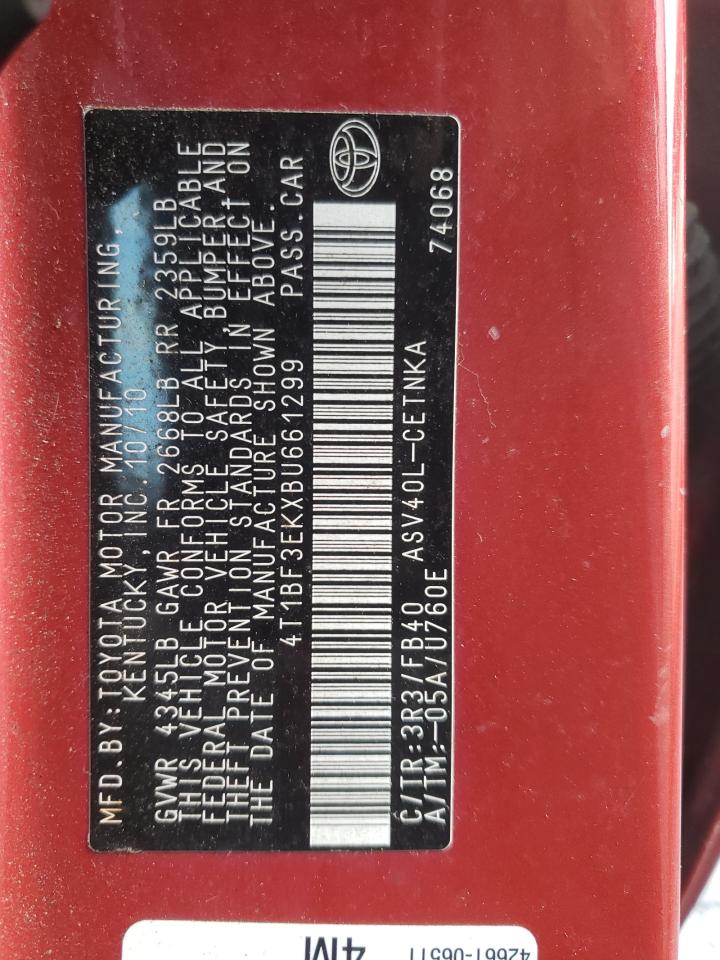 MFD.BY:TOYOTA MOTOR MANUFACTURING,
KENTUCKY,INC.10/10
GVWR 4345LB GAWR FR 2668LB RR 2359LB
THIS VEHICLE CONFORMS TO ALL APPLICABLE
FEDERAL MOTOR VEHICLE SAFETY,BUMPER,AND
THEFT PREVENTION STANDARDS IN EFFECT ON
THE DATE OF MANUFACTURE SHOWN ABOVE.
4T1BF3EKXBU661299 PASS.CAR
C/TR:3R3/FB40 ASV40L-CETNKA 74068
A/TM:-05A/U760E
4M 42661-06511